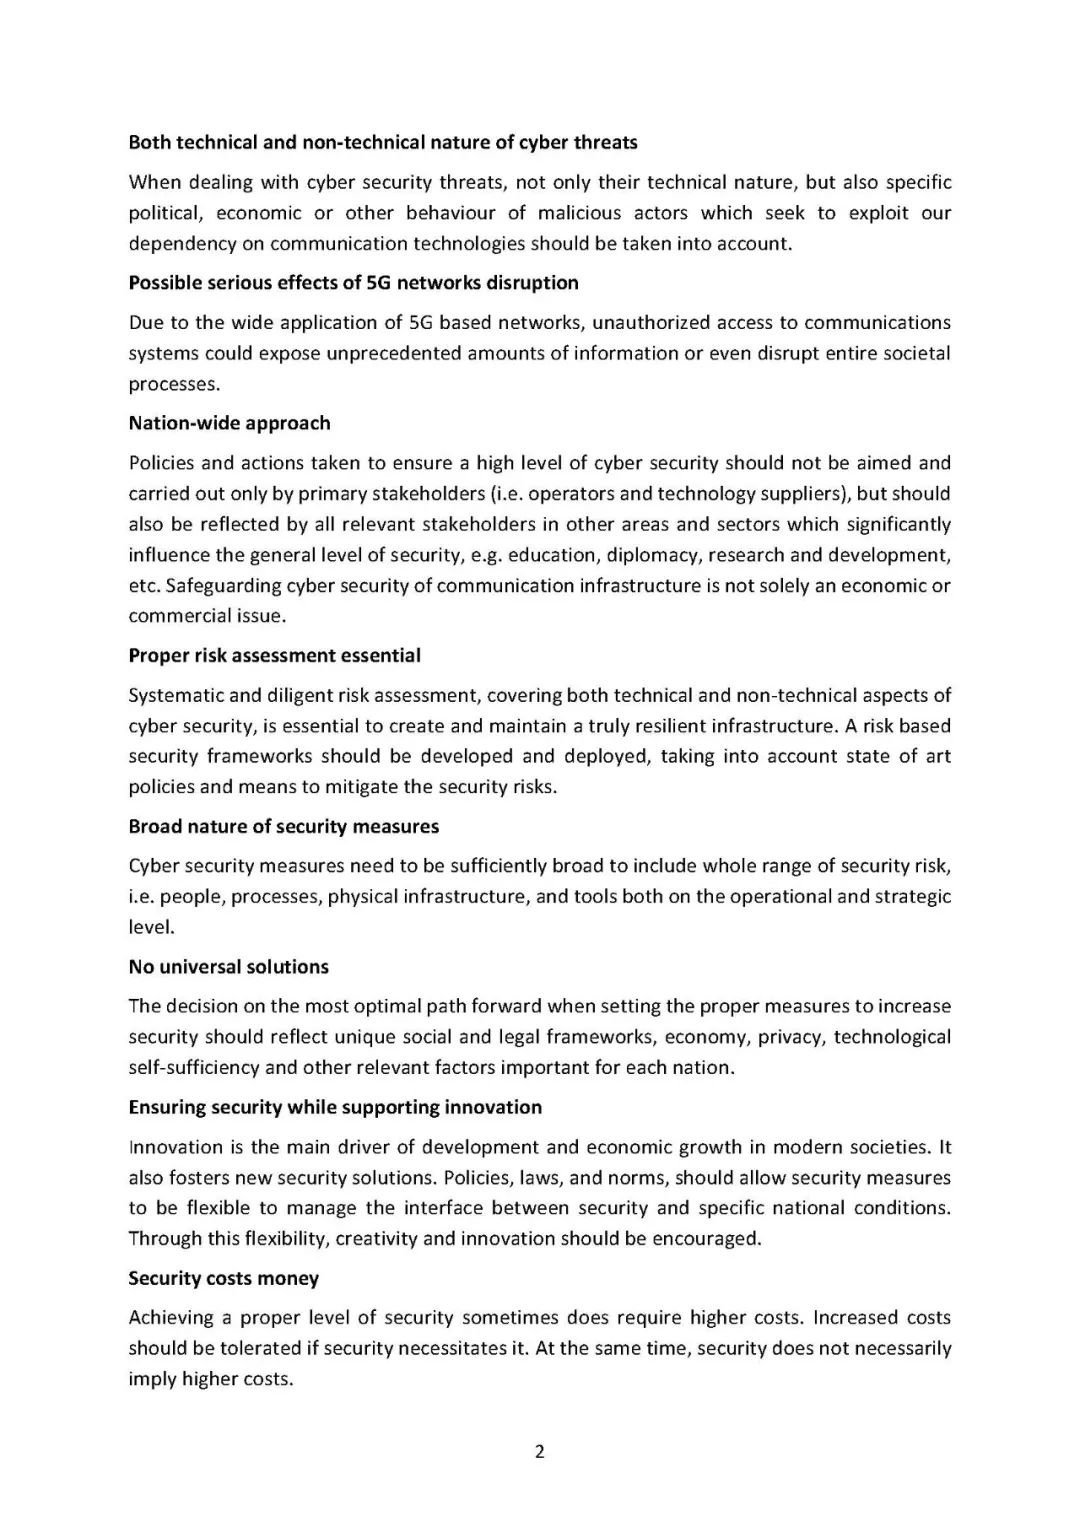 Both technical and non-technical nature of cyber threats
When dealing with cyber security threats, not only their technical nature, but also specific
political, economic or other behaviour of malicious actors which seek to exploit our
dependency on communication technologies should be taken into account.
Possible serious effects of 5G networks disruption
Due to the wide application of 5G based networks, unauthorized access to communications
systems could expose unprecedented amounts of information or even disrupt entire societal
processes.
Nation-wide approach
Policies and actions taken to ensure a high level of cyber security should not be aimed and
carried out only by primary stakeholders (i.e. operators and technology suppliers), but should
also be reflected by all relevant stakeholders in other areas and sectors which significantly
influence the general level of security, e.g. education, diplomacy, research and development,
etc. Safeguarding cyber security of communication infrastructure is not solely an economic or
commercial issue.
Proper risk assessment essential
Systematic and diligent risk assessment, covering both technical and non-technical aspects of
cyber security, is essential to create and maintain a truly resilient infrastructure. A risk based
security frameworks should be developed and deployed, taking into account state of art
policies and means to mitigate the security risks.
Broad nature of security measures
Cyber security measures need to be sufficiently broad to include whole range of security risk,
i.e. people, processes, physical infrastructure, and tools both on the operational and strategic
level.
No universal solutions
The decision on the most optimal path forward when setting the proper measures to increase
security should reflect unique social and legal frameworks, economy, privacy, technological
self-sufficiency and other relevant factors important for each nation.
Ensuring security while supporting innovation
Innovation is the main driver of development and economic growth in modern societies. It
also fosters new security solutions. Policies, laws, and norms, should allow security measures
to be flexible to manage the interface between security and specific national conditions.
Through this flexibility, creativity and innovation should be encouraged.
Security costs money
Achieving a proper level of security sometimes does require higher costs. Increased costs
should be tolerated if security necessitates it. At the same time, security does not necessarily
imply higher costs.
2